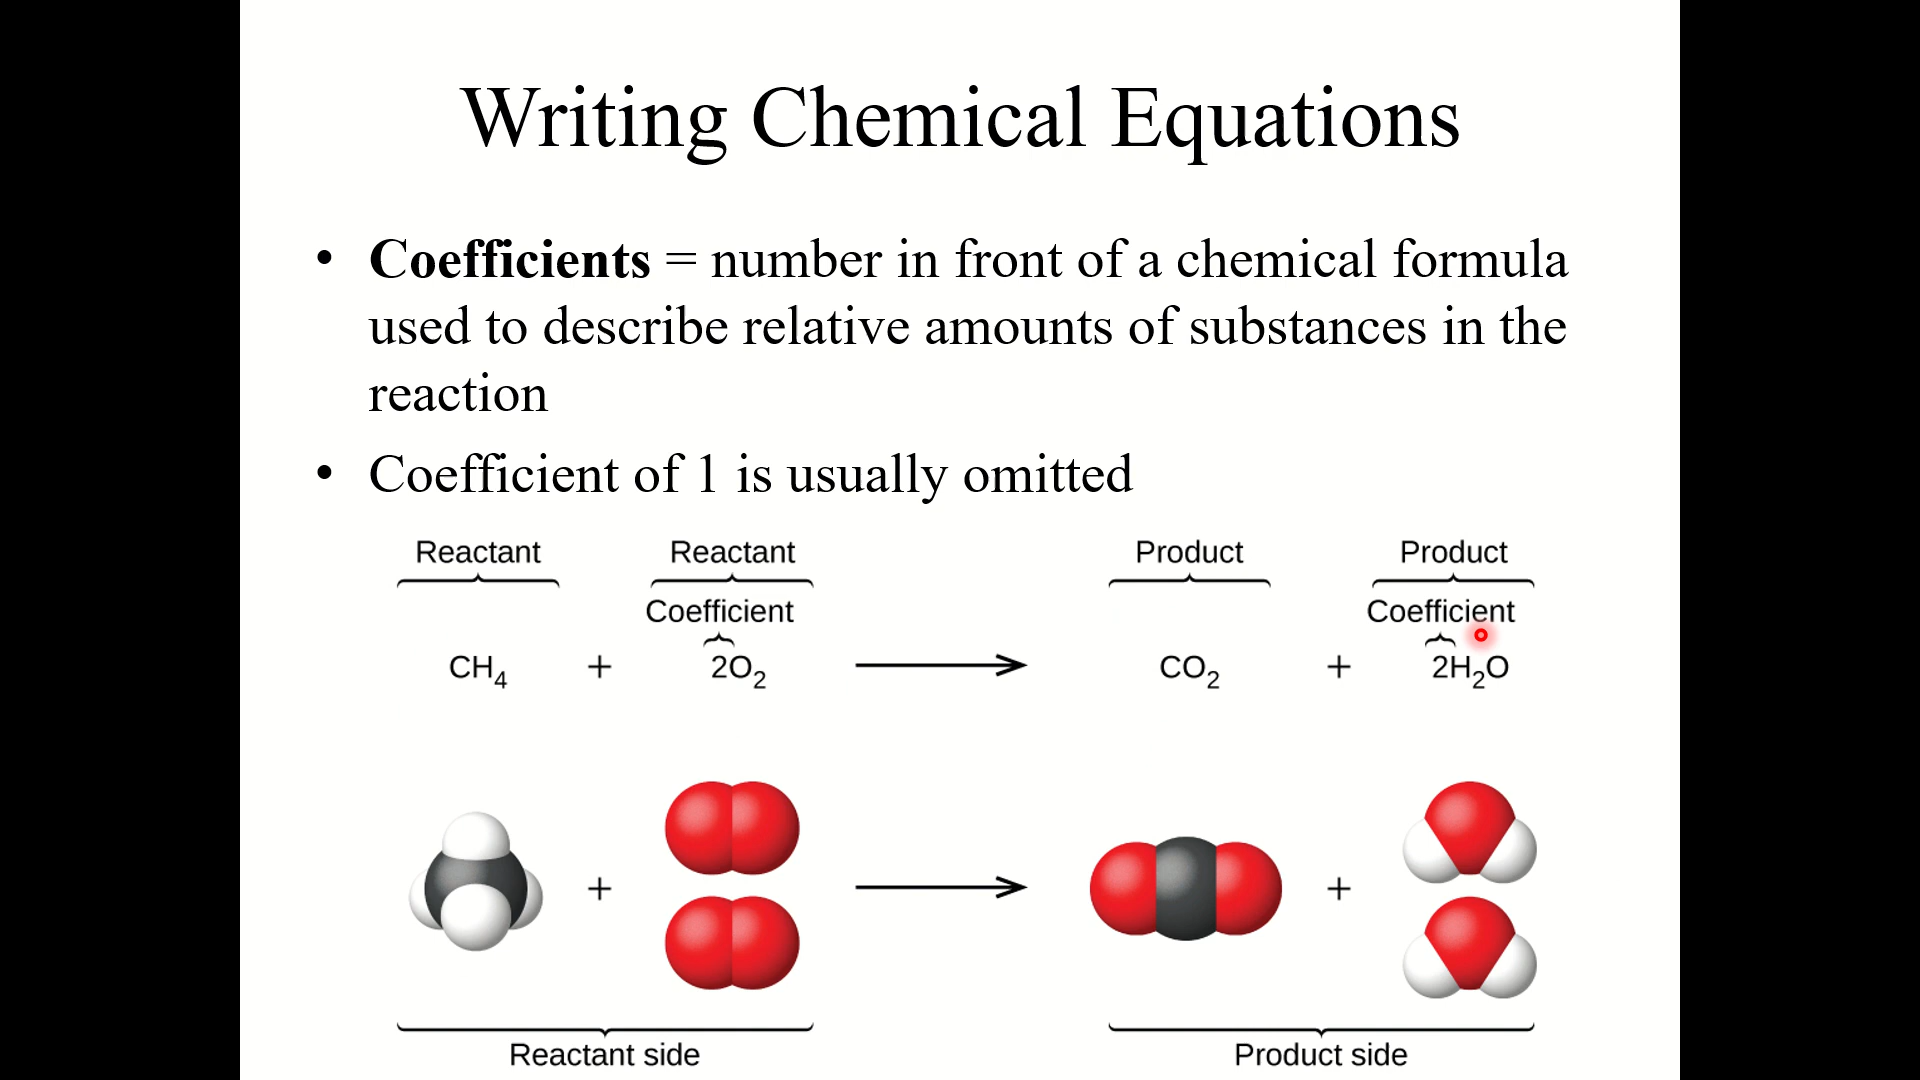 Writing Chemical Equations
• Coefficients = number in front of a chemical formula
used to describe relative amounts of substances in the
reaction
• Coefficient of 1 is usually omitted
Reactant Reactant Product Product
Coefficient Coefficient
CH₄ + 2O₂ ⟶ CO₂ + 2H₂O
+ ⟶ +
Reactant side Product side